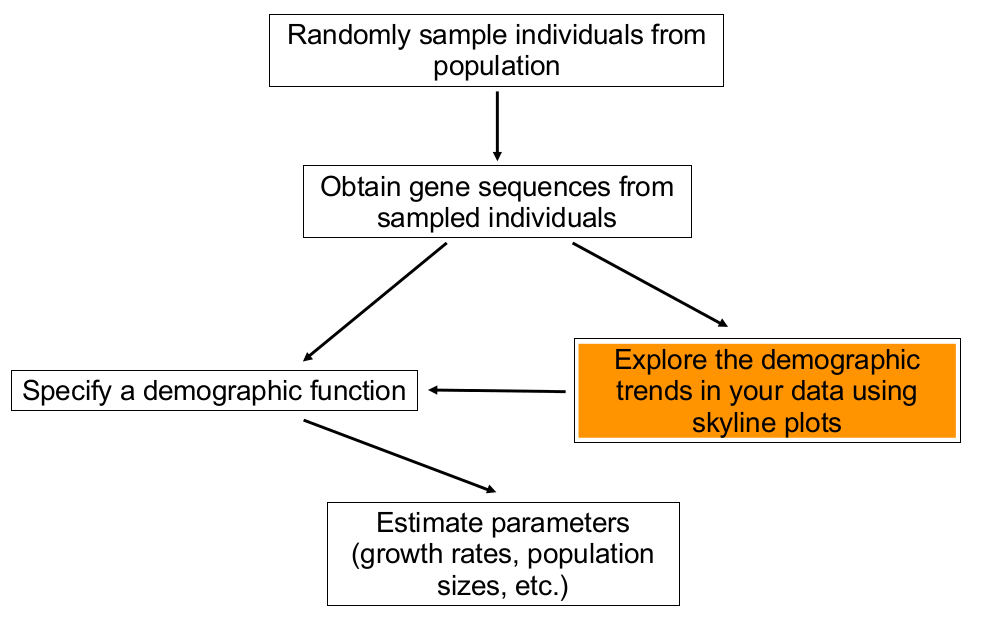 Randomly sample individuals from
population
Obtain gene sequences from
sampled individuals
Explore the demographic
trends in your data using
skyline plots
Specify a demographic function
Estimate parameters
(growth rates, population
sizes, etc.)